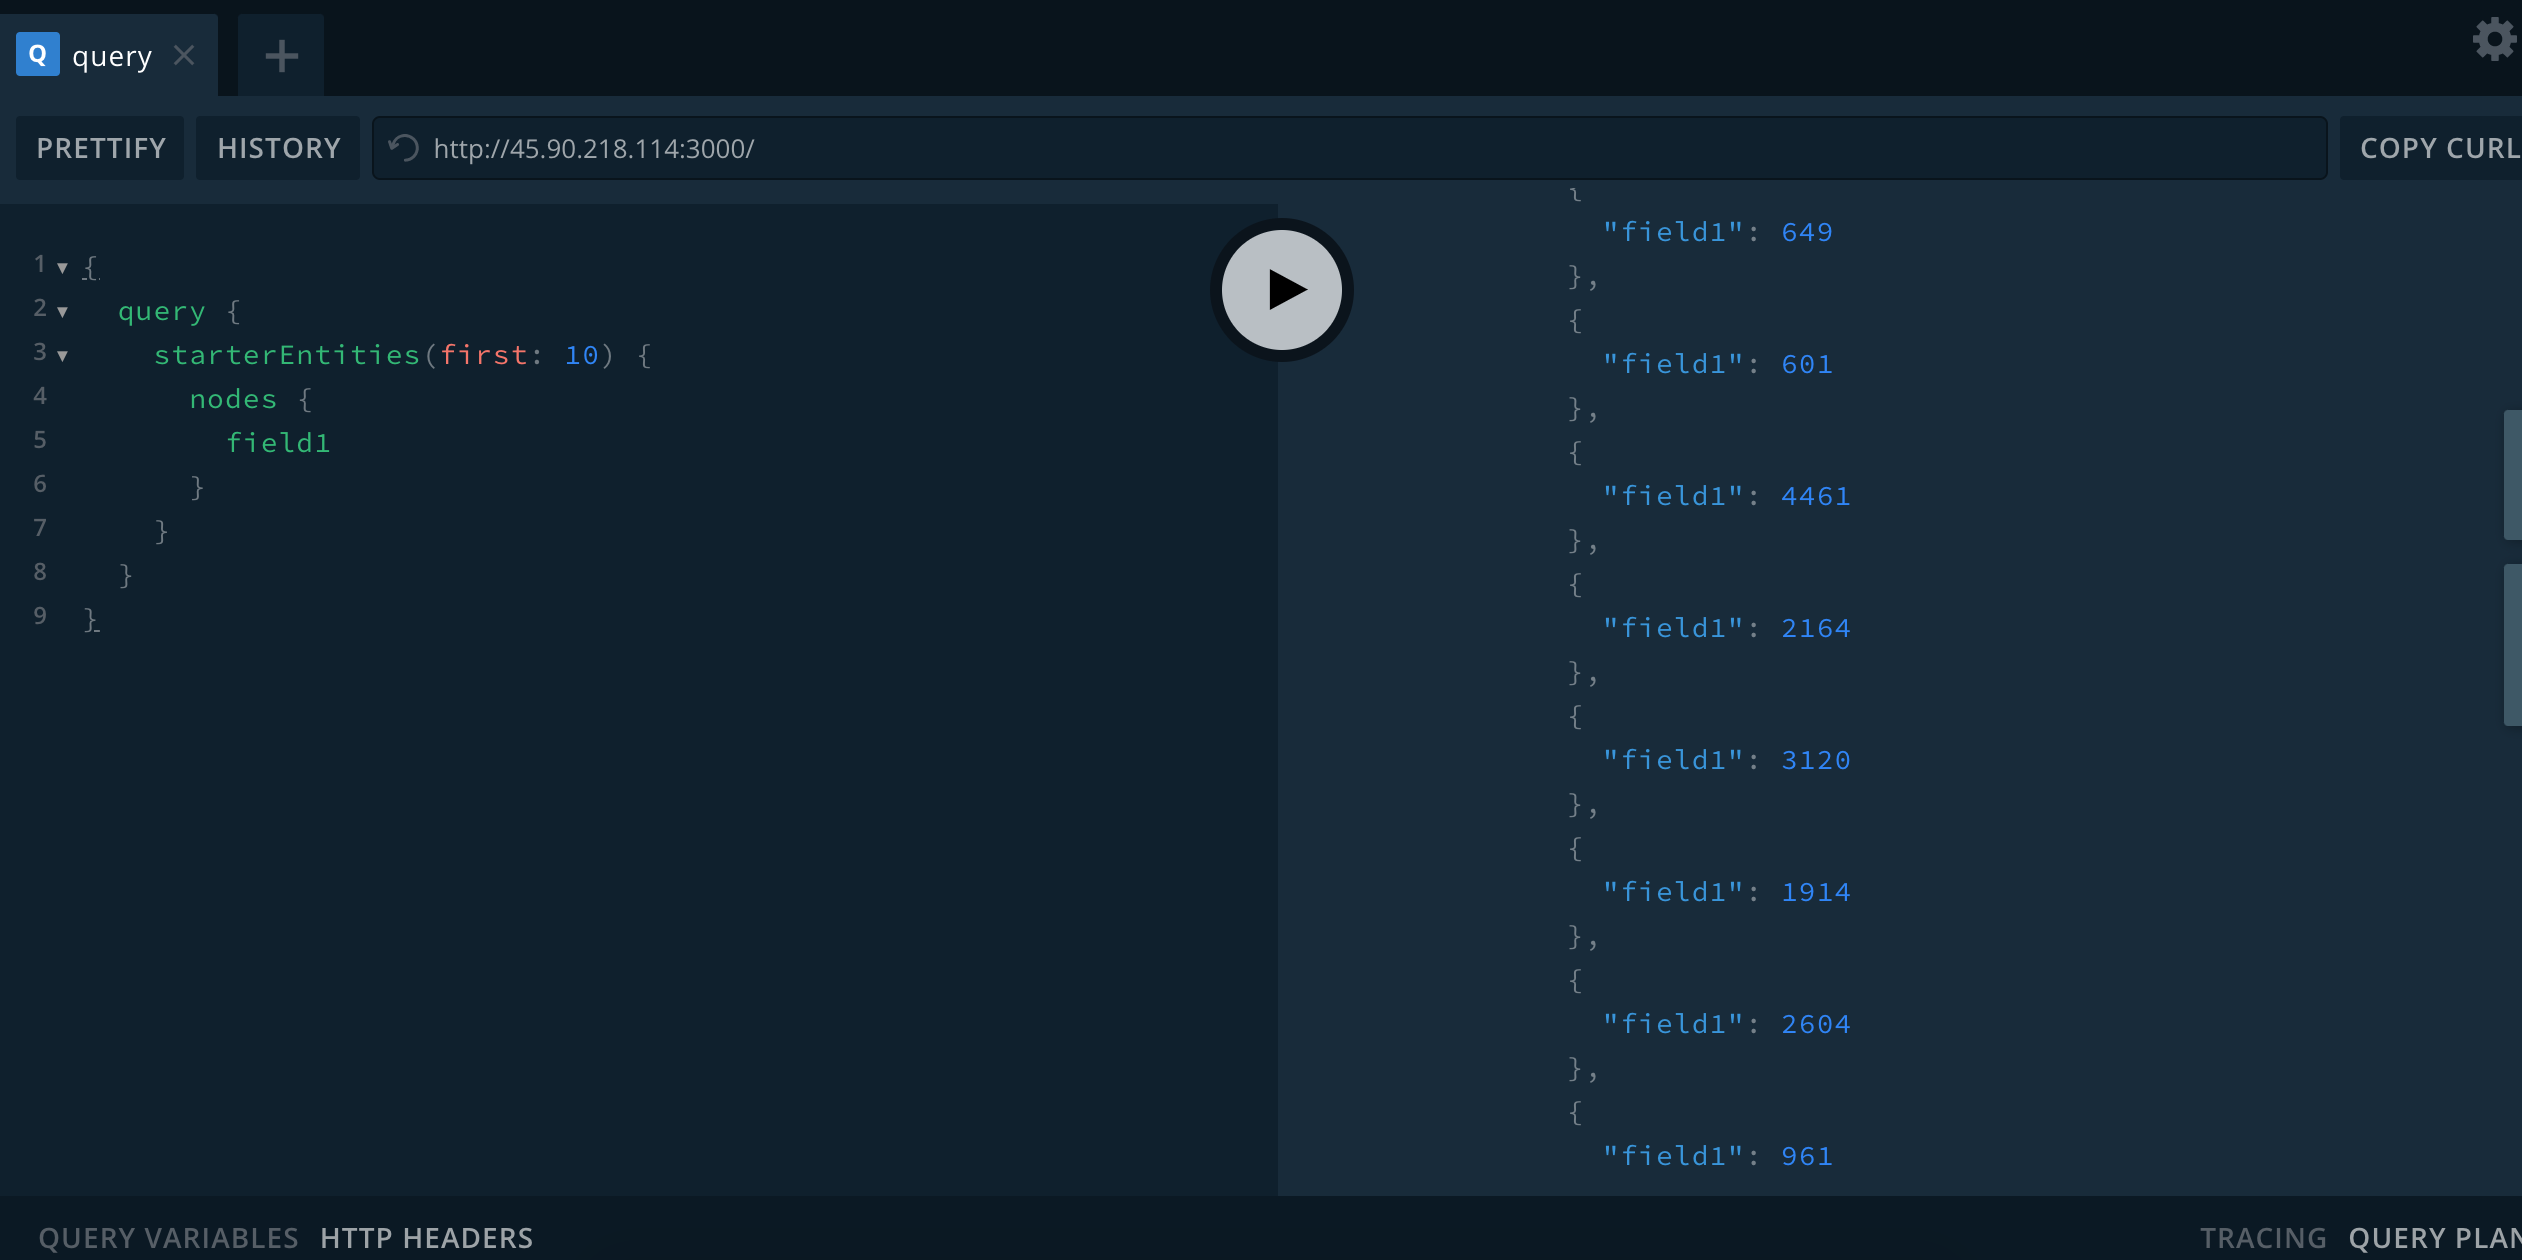 Q query ×
+
PRETTIFY HISTORY http://45.90.218.114:3000/ COPY CURL
1 {
2 query {
3 starterEntities(first: 10) {
4 nodes {
5 field1
6 }
7 }
8 }
9 }
{
"field1": 649
},
{
"field1": 601
},
{
"field1": 4461
},
{
"field1": 2164
},
{
"field1": 3120
},
{
"field1": 1914
},
{
"field1": 2604
},
{
"field1": 961
QUERY VARIABLES HTTP HEADERS
TRACING QUERY PLAN